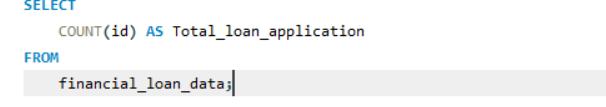 SELECT
COUNT(id) AS Total_loan_application
FROM
financial_loan_data;